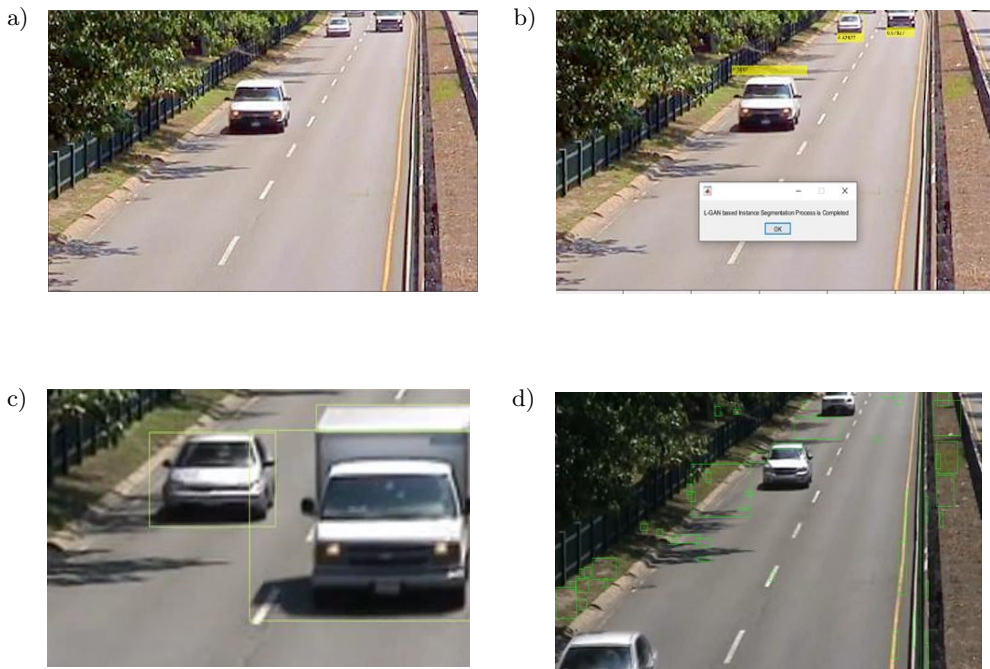 a)
b)
L-GAN based Instance Segmentation Process is Completed
OK
c)
d)